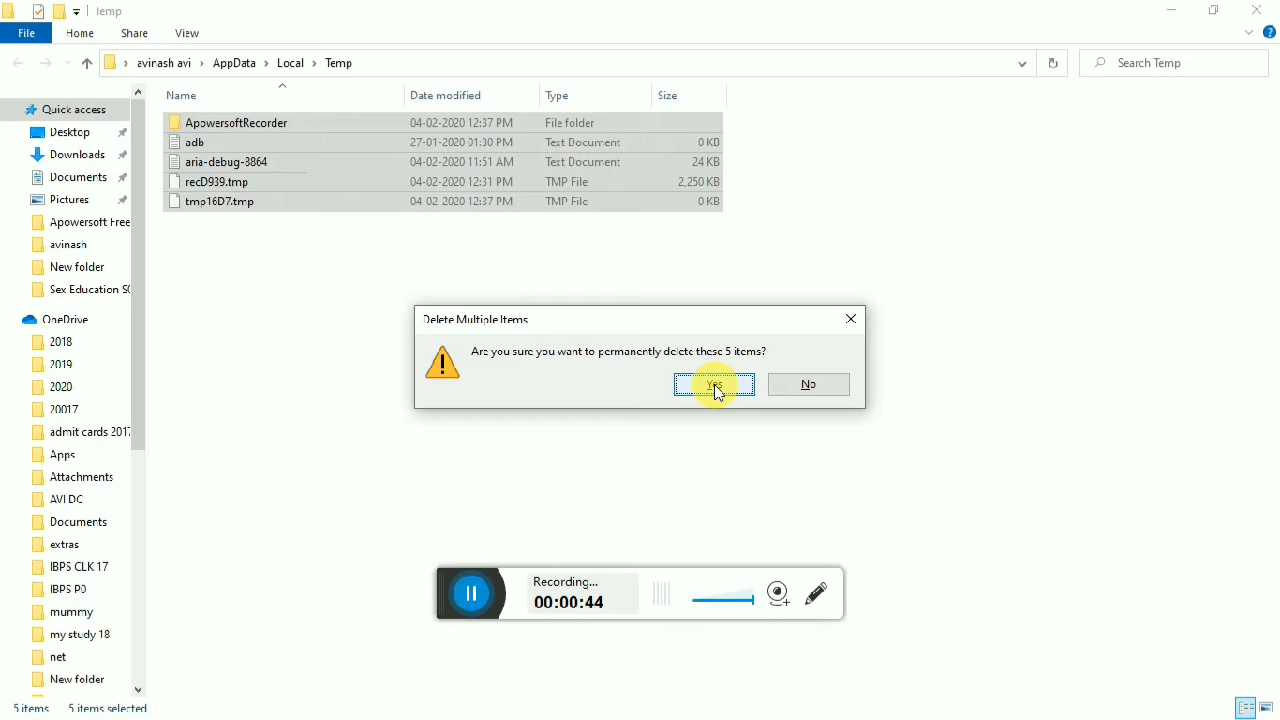 temp
File Home Share View
avinash avi > AppData > Local > Temp
Search Temp
Name Date modified Type Size
Quick access
Desktop
Downloads
Documents
Pictures
Apowersoft Free
avinash
New folder
Sex Education S0
OneDrive
2018
2019
2020
20017
admit cards 2017
Apps
Attachments
AVI DC
Documents
extras
IBPS CLK 17
IBPS PO
mummy
my study 18
net
New folder
ApowersoftRecorder 04-02-2020 12:37 PM File folder
adb 27-01-2020 01:30 PM Text Document 0 KB
aria-debug-8864 04-02-2020 11:51 AM Text Document 24 KB
recD939.tmp 04-02-2020 12:31 PM TMP File 2,250 KB
tmp16D7.tmp 04-02-2020 12:37 PM TMP File 0 KB
Delete Multiple Items
Are you sure you want to permanently delete these 5 items?
Yes No
Recording...
00:00:44
5 items 5 items selected